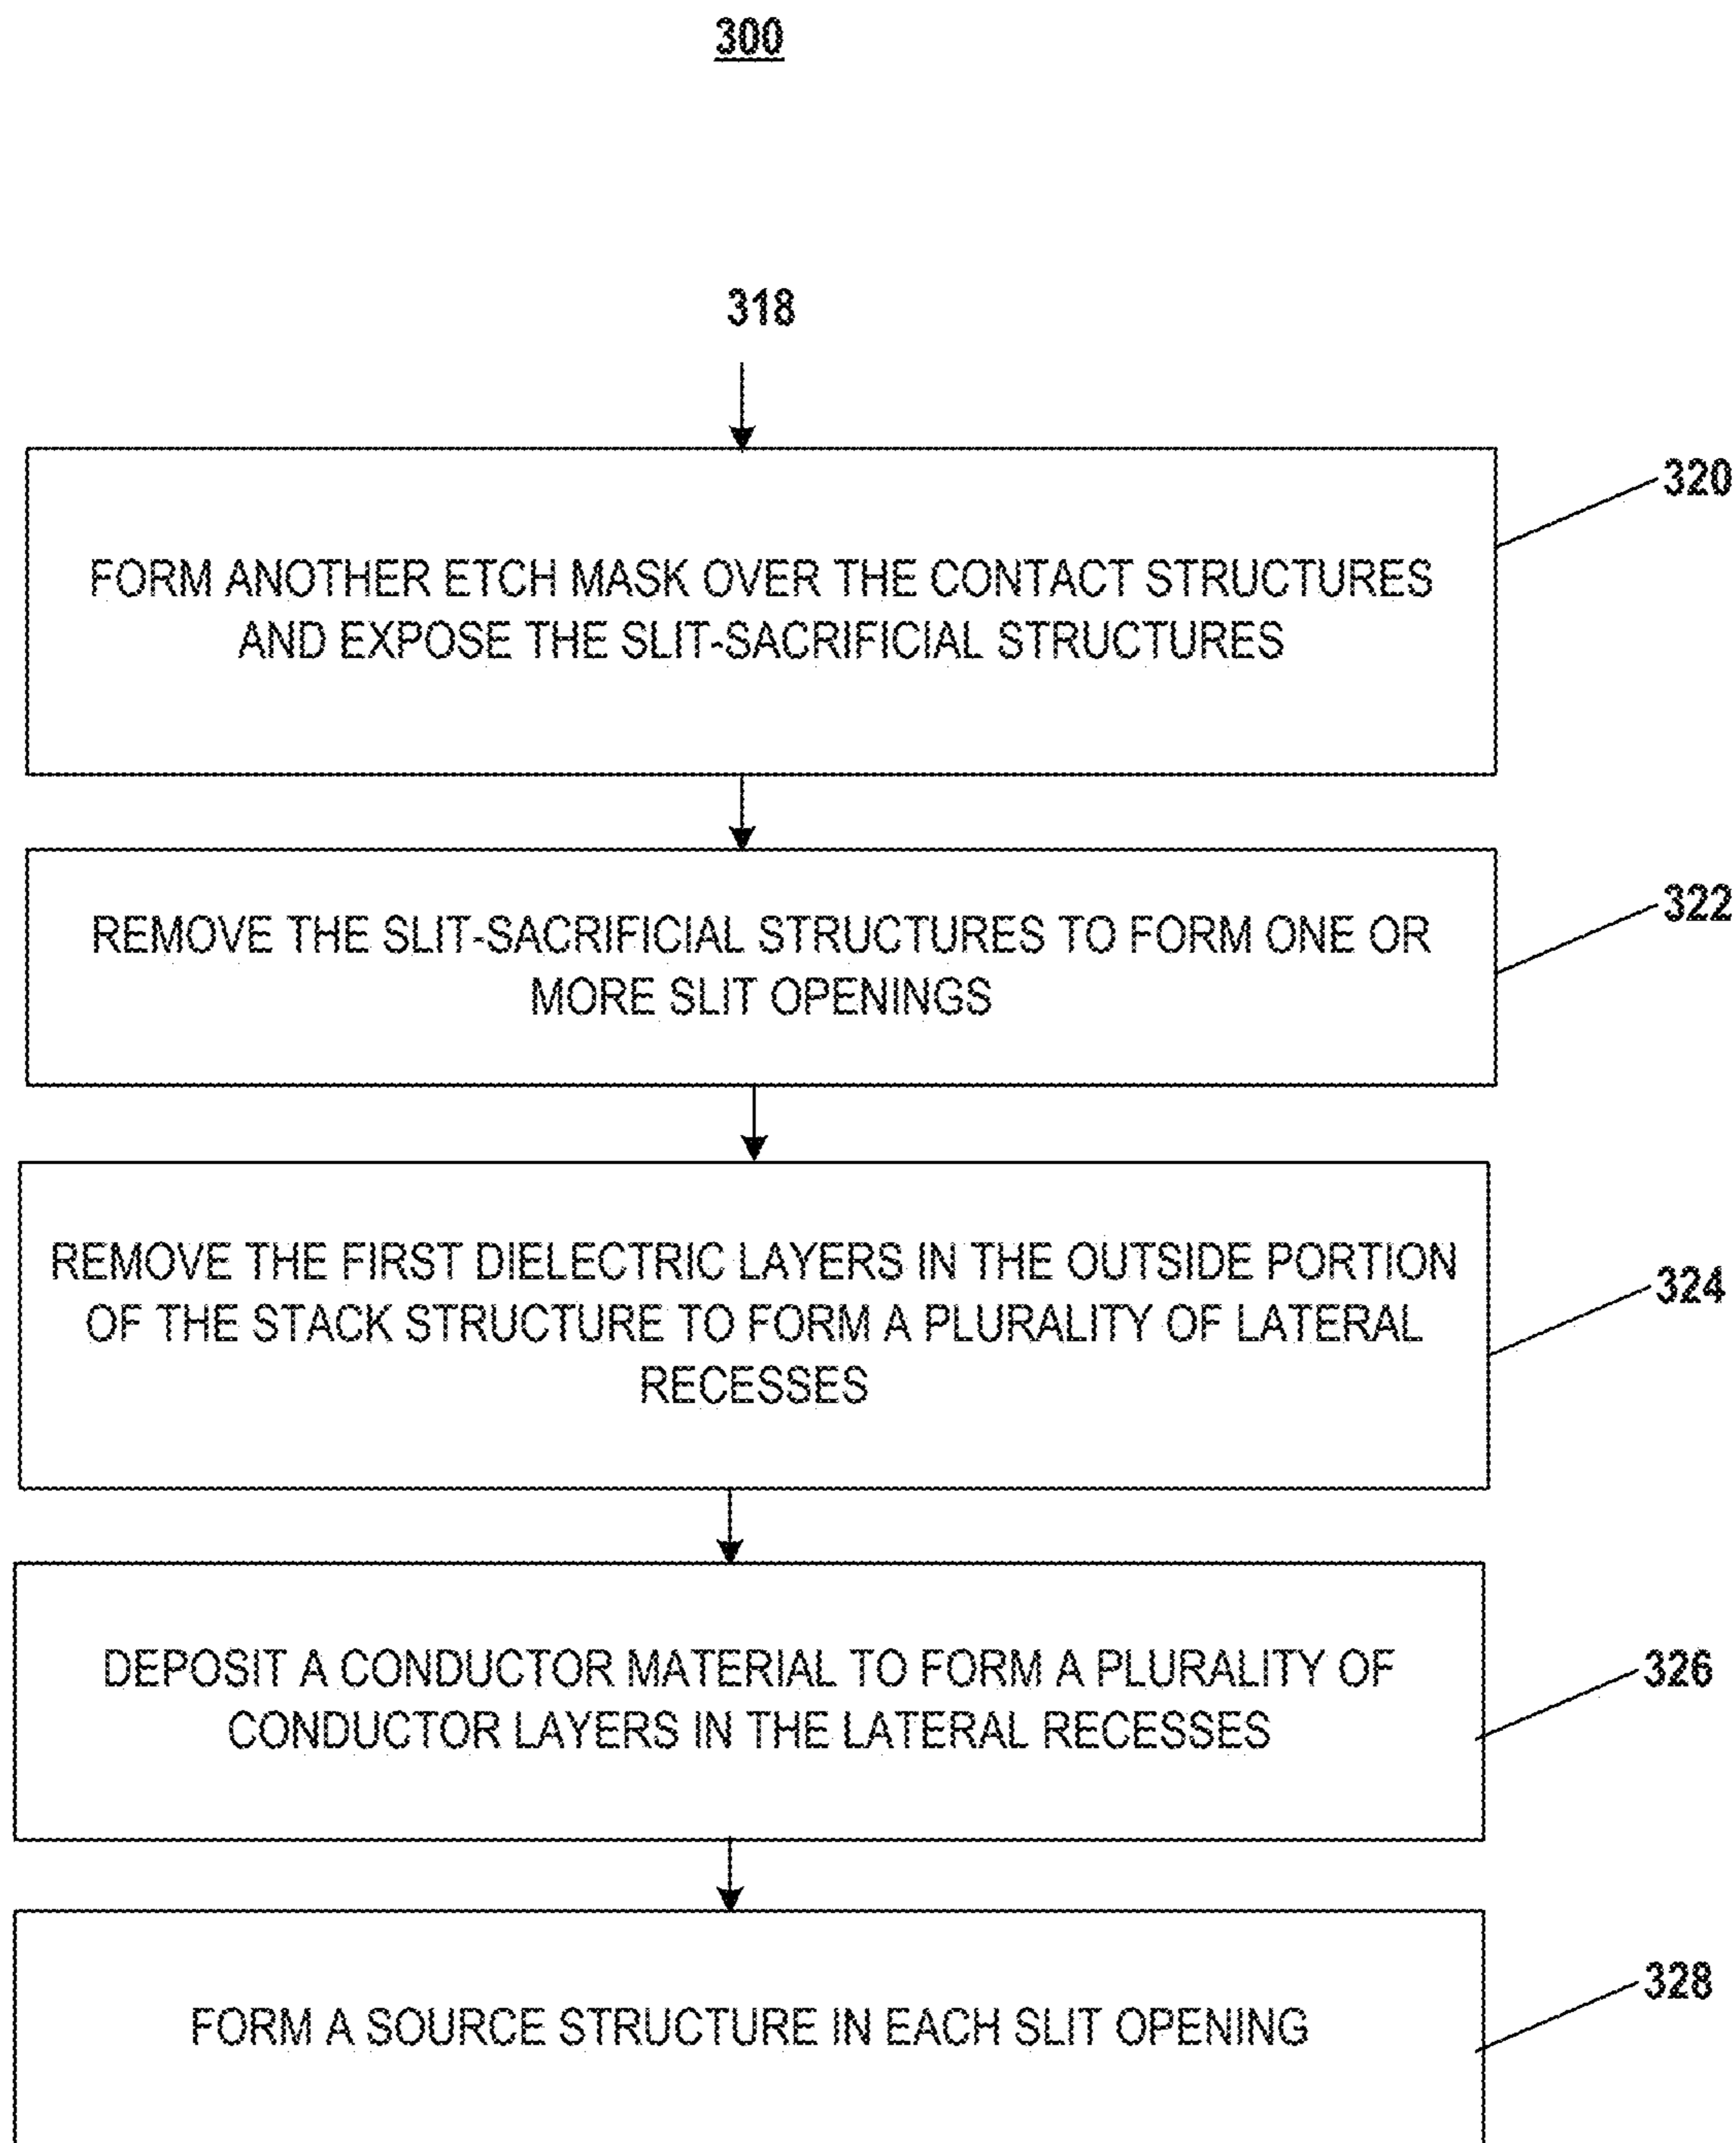 300
318
320
FORM ANOTHER ETCH MASK OVER THE CONTACT STRUCTURES
AND EXPOSE THE SLIT-SACRIFICIAL STRUCTURES
322
REMOVE THE SLIT-SACRIFICIAL STRUCTURES TO FORM ONE OR
MORE SLIT OPENINGS
324
REMOVE THE FIRST DIELECTRIC LAYERS IN THE OUTSIDE PORTION
OF THE STACK STRUCTURE TO FORM A PLURALITY OF LATERAL
RECESSES
326
DEPOSIT A CONDUCTOR MATERIAL TO FORM A PLURALITY OF
CONDUCTOR LAYERS IN THE LATERAL RECESSES
328
FORM A SOURCE STRUCTURE IN EACH SLIT OPENING